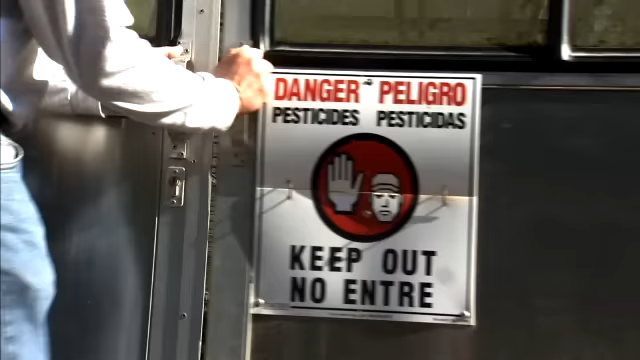 DANGER PELIGRO
PESTICIDES PESTICIDAS
KEEP OUT
NO ENTRE